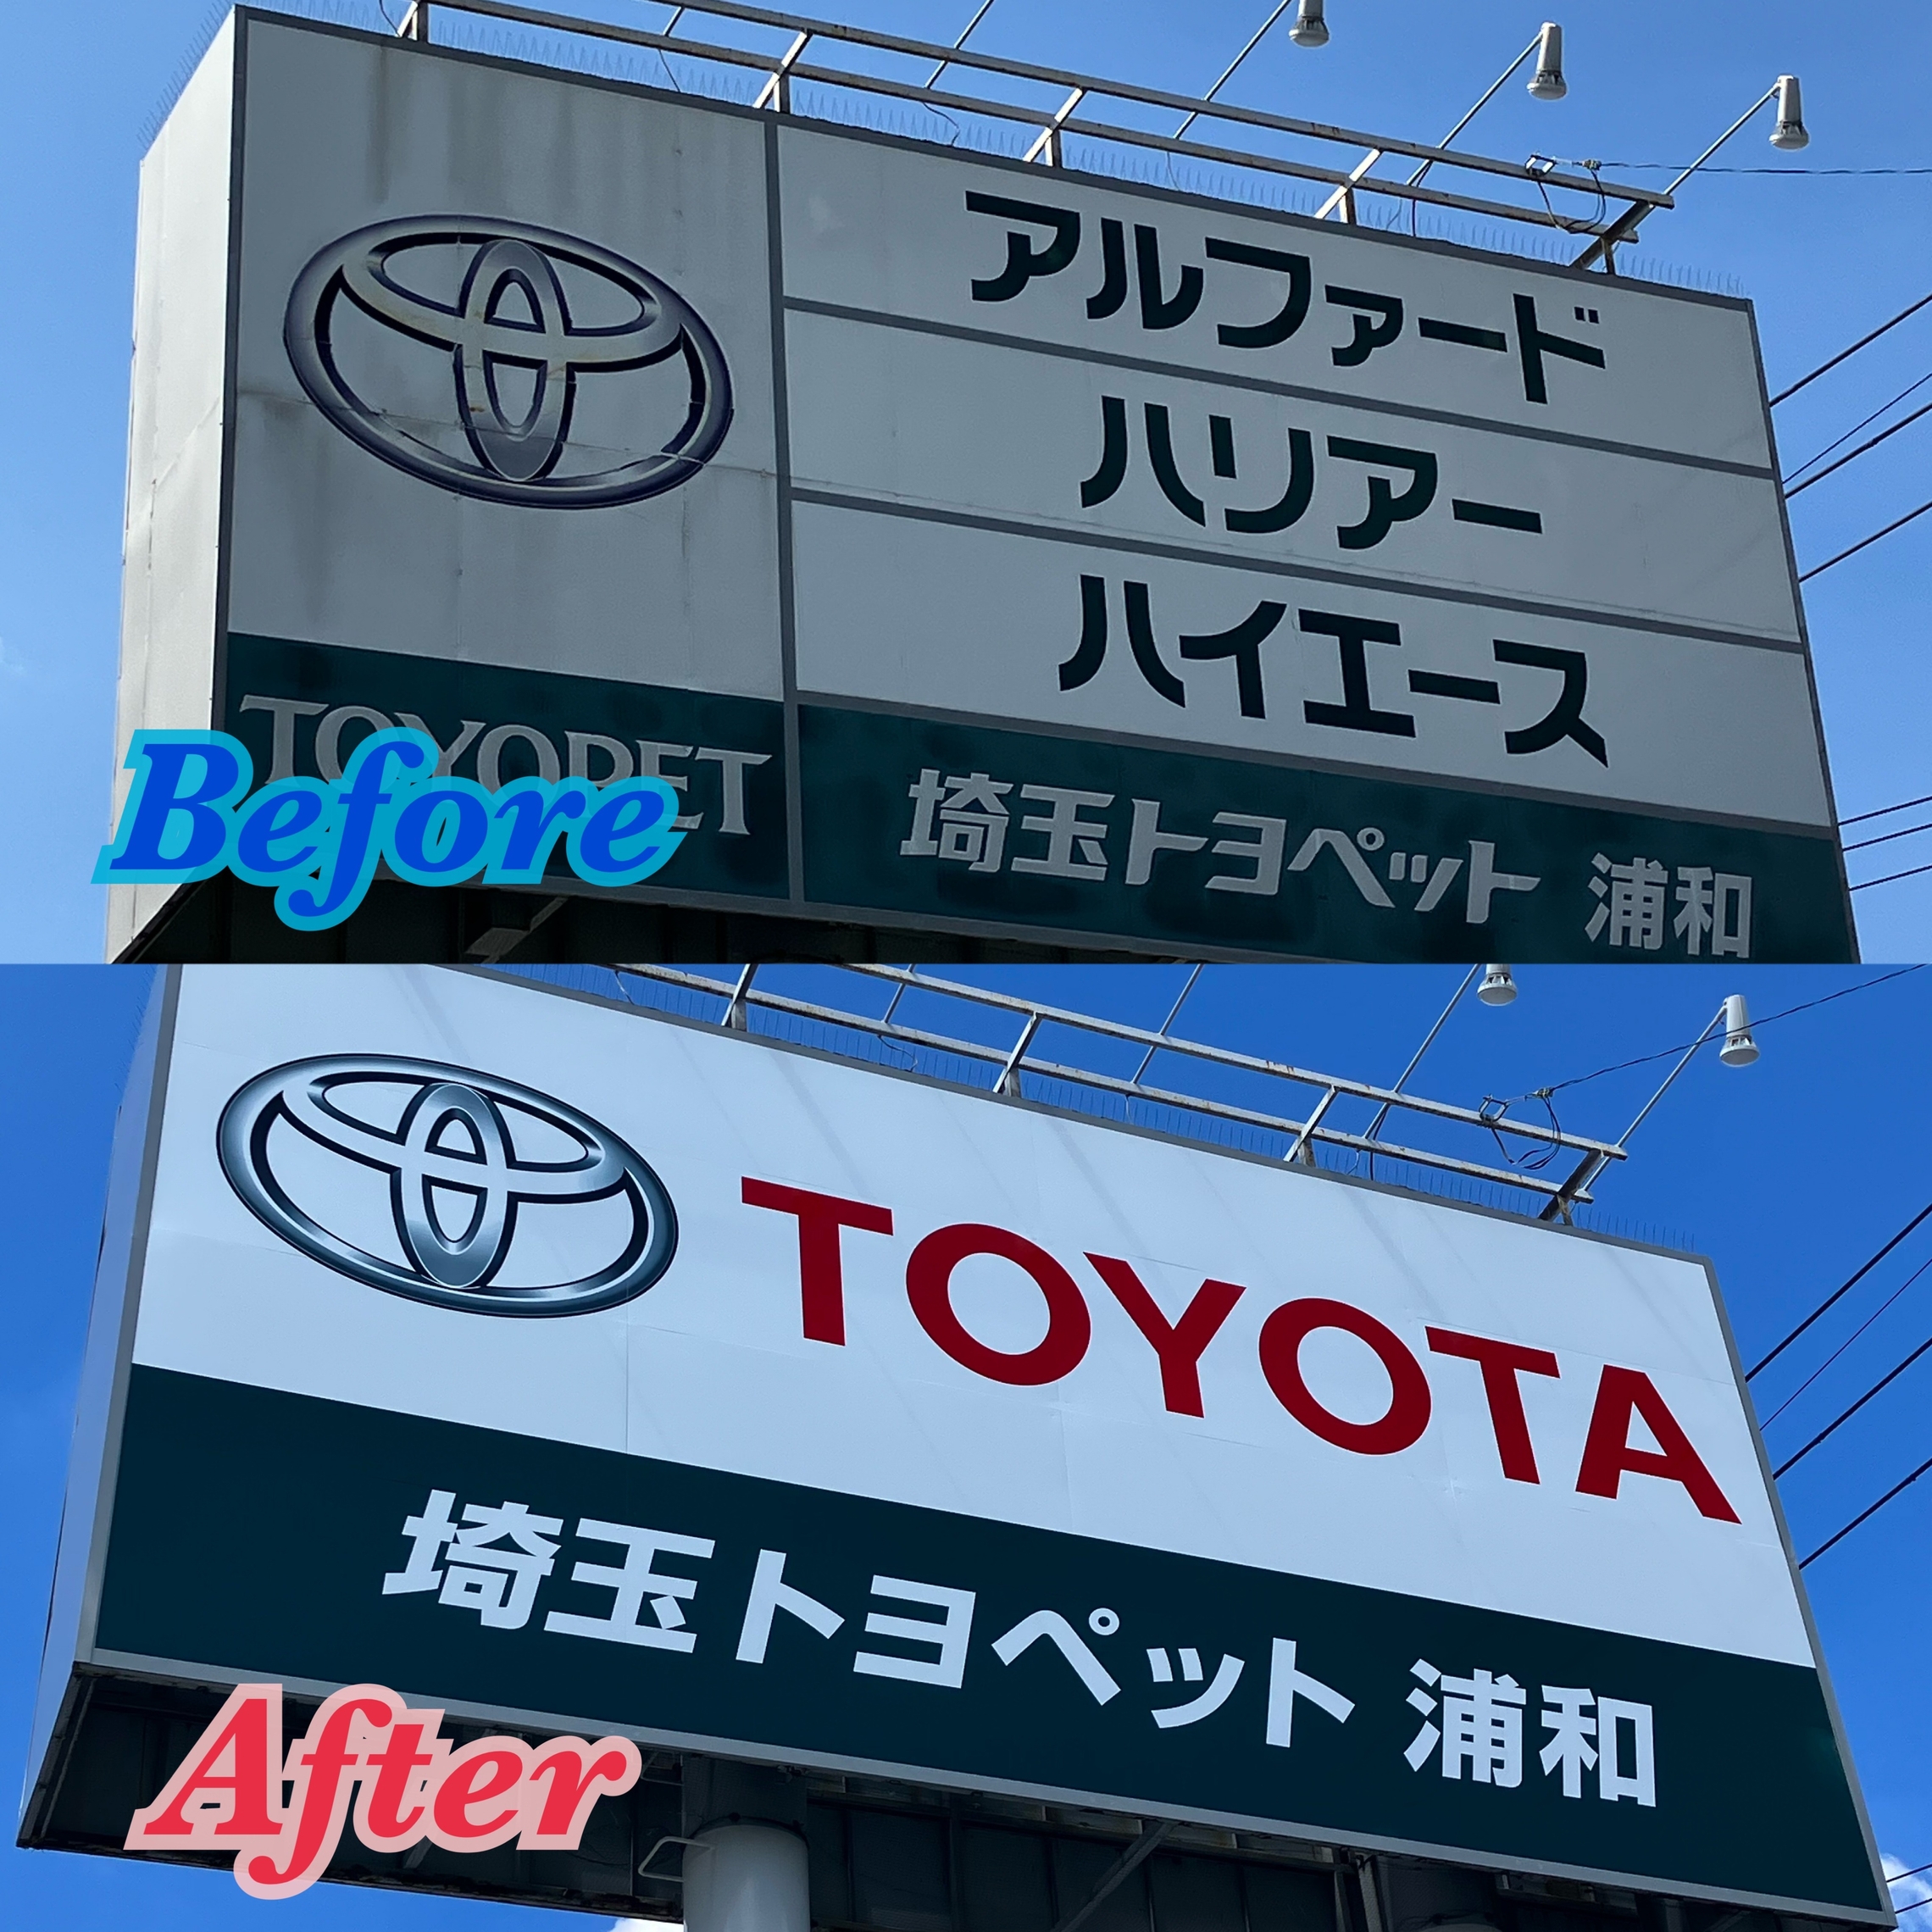 アルファード
ハリアー
ハイエース
TOYOPET
埼玉トヨペット 浦和
Before
TOYOTA
埼玉トヨペット 浦和
After